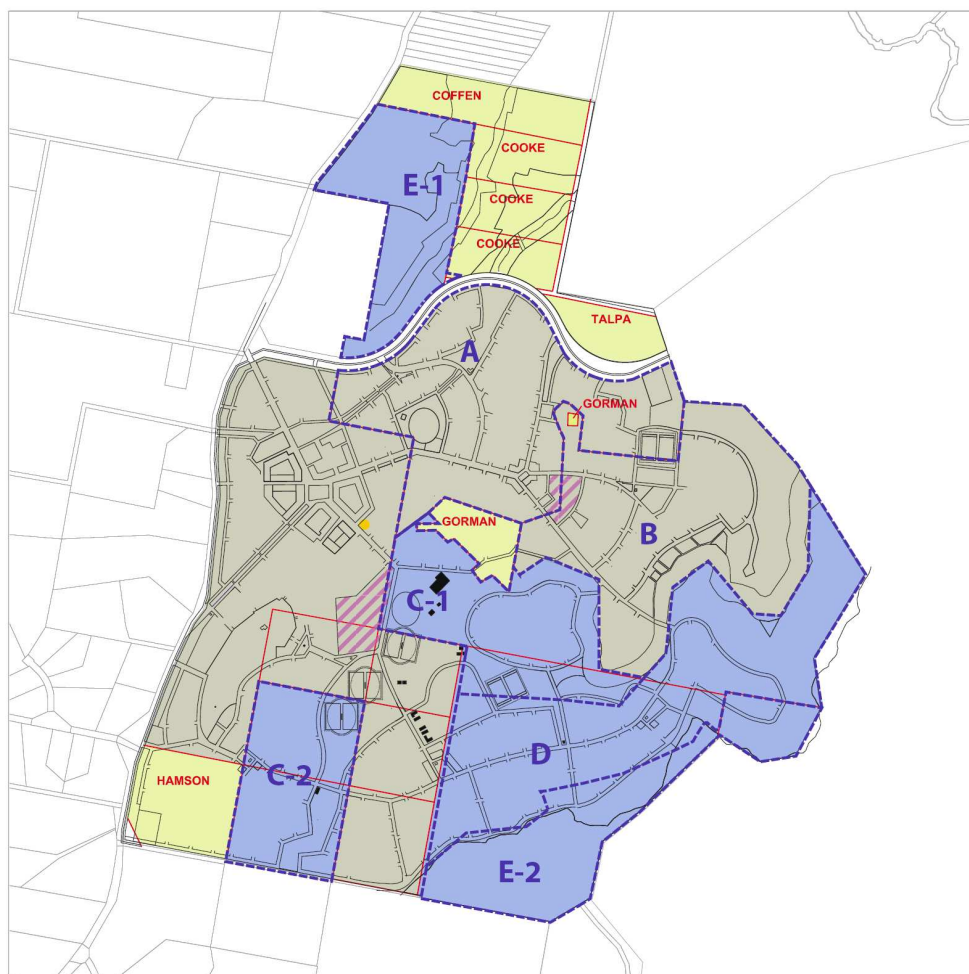 COFFEN
COOKE
E-1
COOKE
COOKE
TALPA
A
GORMAN
GORMAN
B
C-1
D
HAMSON
C-2
E-2